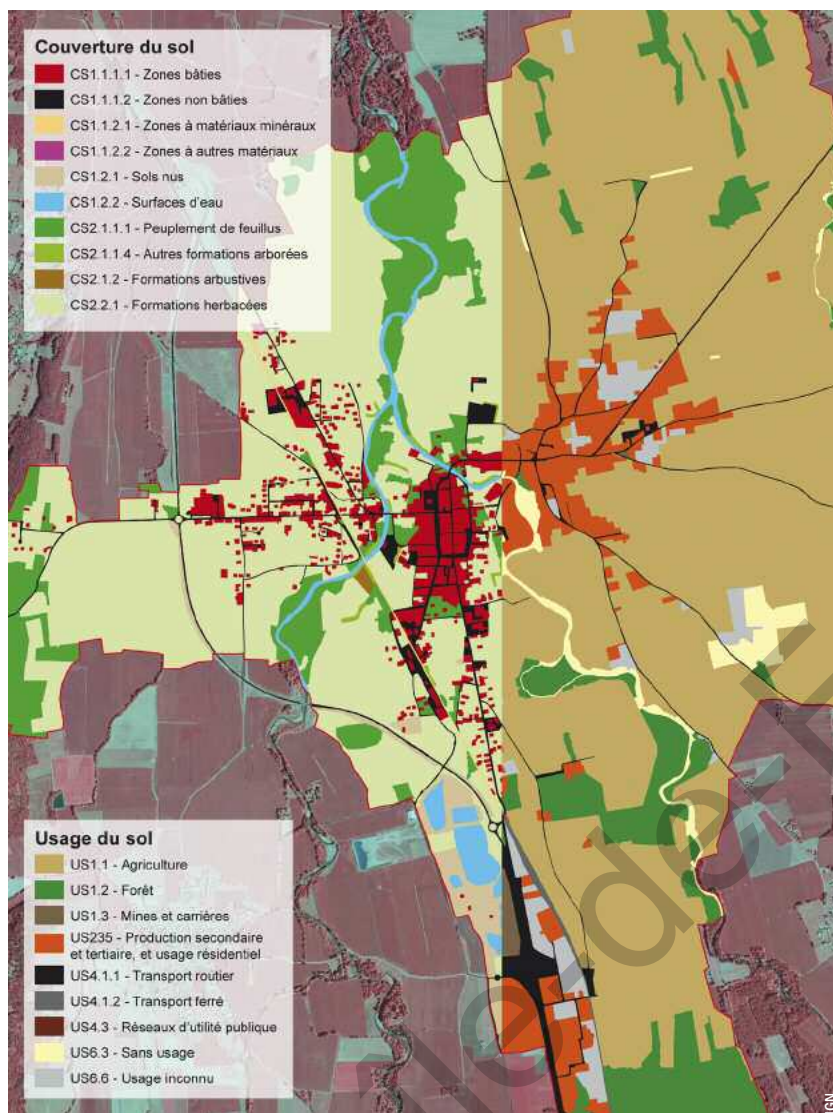 Couverture du sol
CS1.1.1.1 - Zones bâties
CS1.1.1.2 - Zones non bâties
CS1.1.2.1 - Zones à matériaux minéraux
CS1.1.2.2 - Zones à autres matériaux
CS1.2.1 - Sols nus
CS1.2.2 - Surfaces d'eau
CS2.1.1.1 - Peuplement de feuillus
CS2.1.1.4 - Autres formations arborées
CS2.1.2 - Formations arbustives
CS2.2.1 - Formations herbacées
Usage du sol
US1.1 - Agriculture
US1.2 - Forêt
US1.3 - Mines et carrières
US235 - Production secondaire
et tertiaire, et usage résidentiel
US4.1.1 - Transport routier
US4.1.2 - Transport ferré
US4.3 - Réseaux d'utilité publique
US6.3 - Sans usage
US6.6 - Usage inconnu